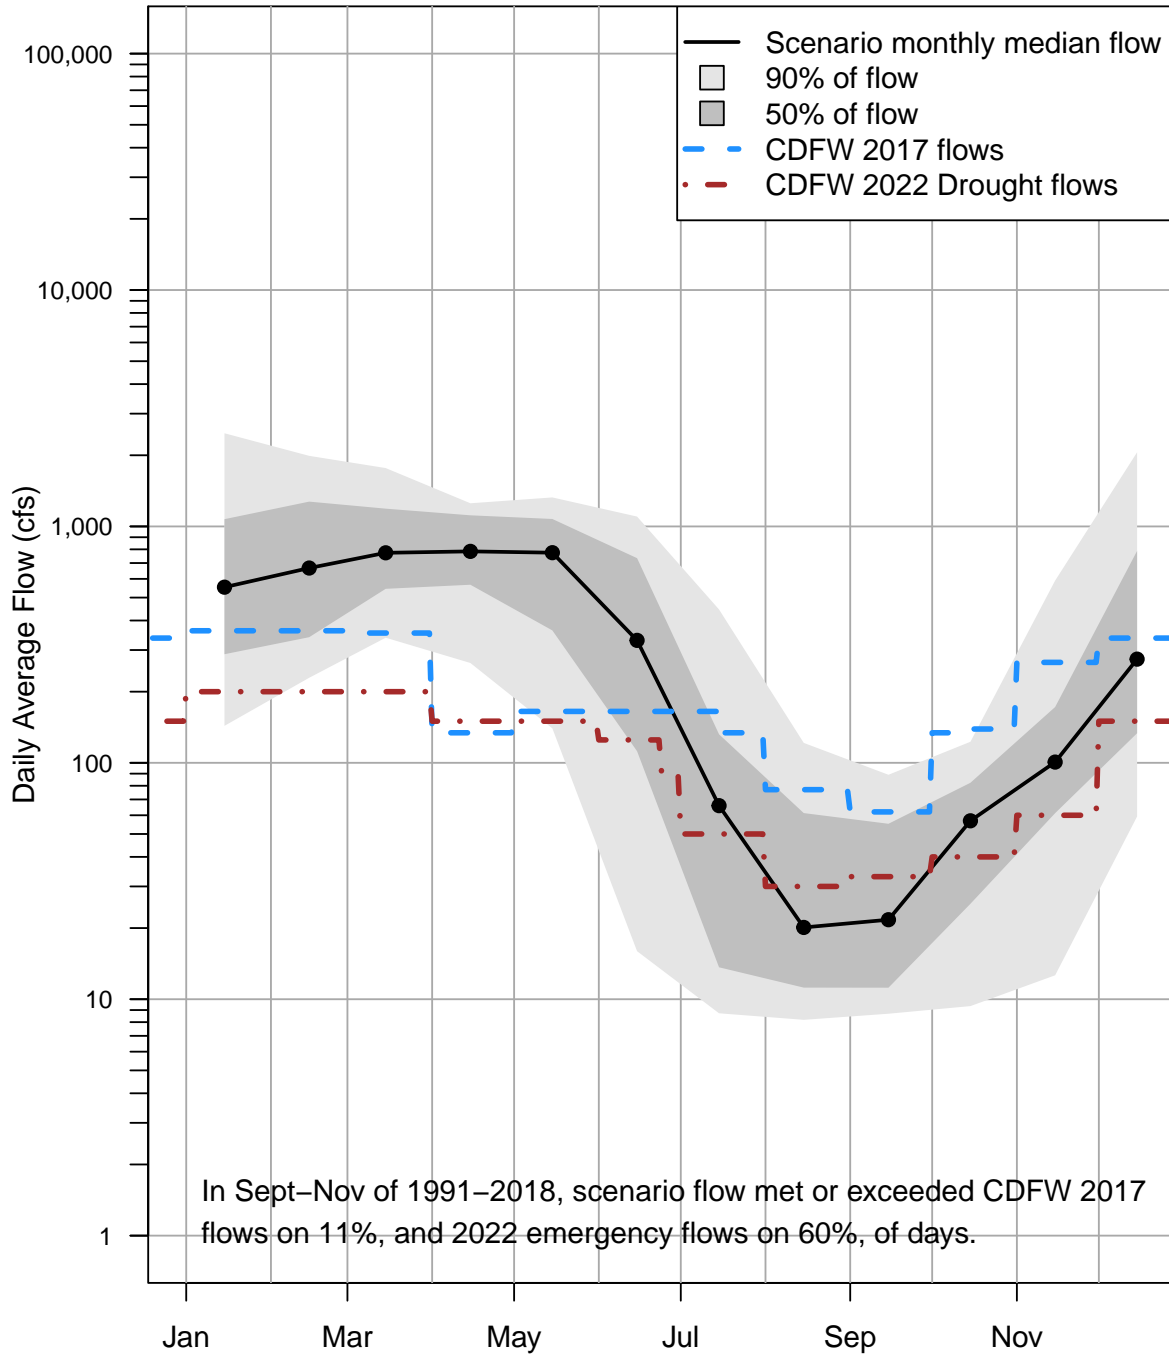 Scenario monthly median flow
90% of flow
50% of flow
CDFW 2017 flows
CDFW 2022 Drought flows
Daily Average Flow (cfs)
100,000
10,000
1,000
100
10
1
In Sept−Nov of 1991−2018, scenario flow met or exceeded CDFW 2017
flows on 11%, and 2022 emergency flows on 60%, of days.
Jan Mar May Jul Sep Nov